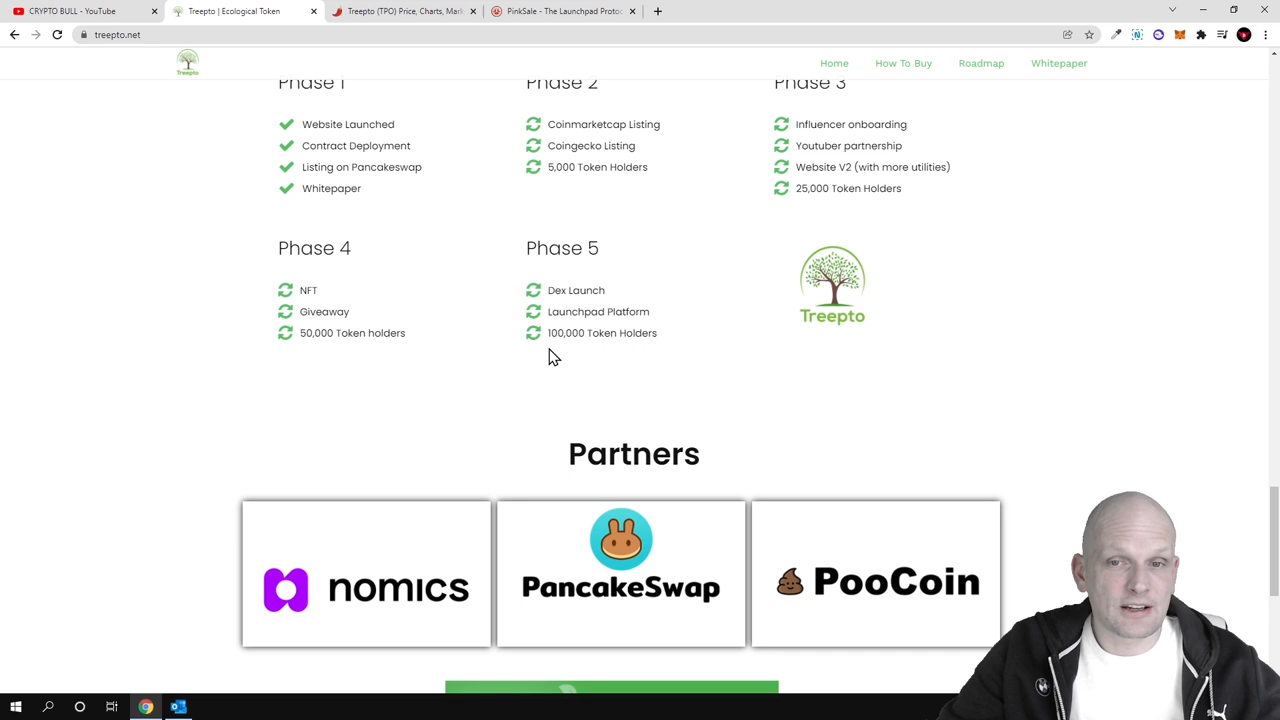 CRYPTO BULL - YouTube
Treepto | Ecological Token
Treepto (TPO) Price, Charts, Mark
PinkSale - The Launchpad Protoc
treepto.net
Treepto
Home
How To Buy
Roadmap
Whitepaper
Phase 1
Website Launched
Contract Deployment
Listing on Pancakeswap
Whitepaper
Phase 2
Coinmarketcap Listing
Coingecko Listing
5,000 Token Holders
Phase 3
Influencer onboarding
Youtuber partnership
Website V2 (with more utilities)
25,000 Token Holders
Phase 4
NFT
Giveaway
50,000 Token holders
Phase 5
Dex Launch
Launchpad Platform
100,000 Token Holders
Treepto
Partners
nomics
PancakeSwap
PooCoin